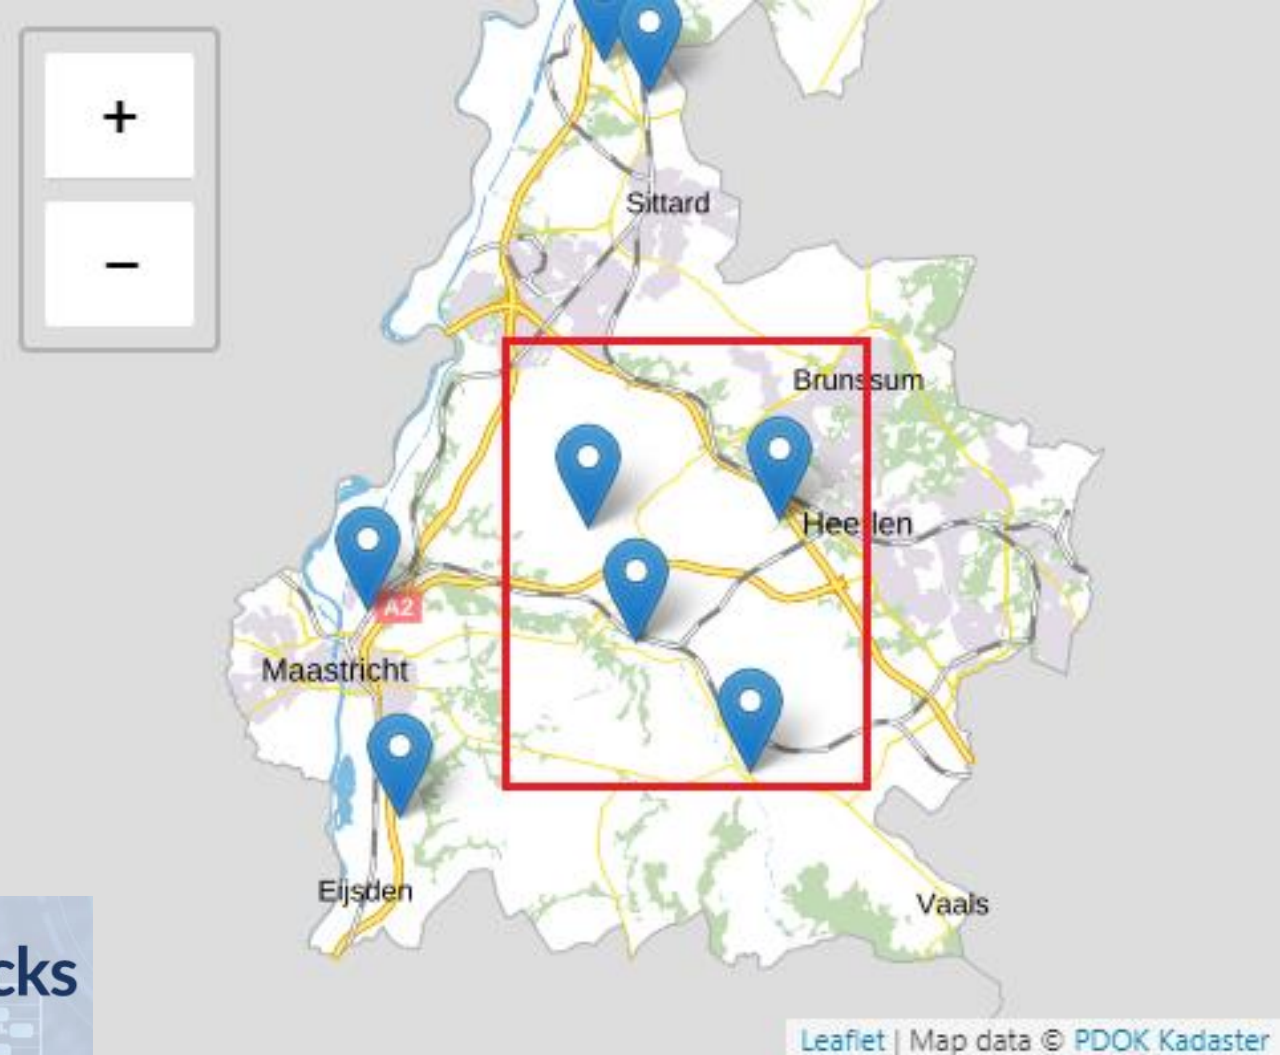 +
−
Sittard
Brunssum
Heerlen
A2
Maastricht
Eijsden
Vaals
cks
Leaflet | Map data © PDOK Kadaster